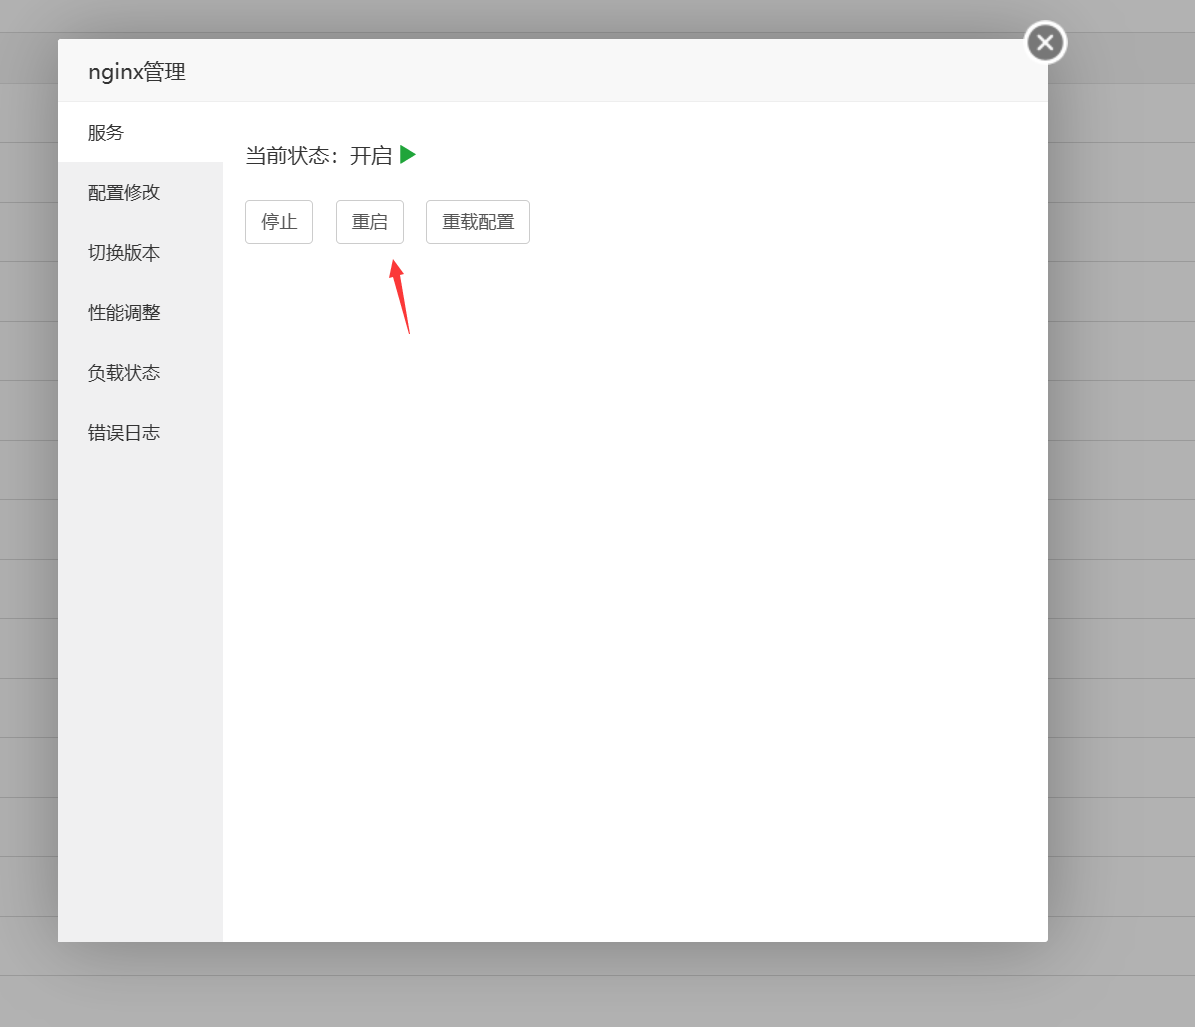 nginx管理
服务
配置修改
切换版本
性能调整
负载状态
错误日志
当前状态：开启
停止 重启 重载配置